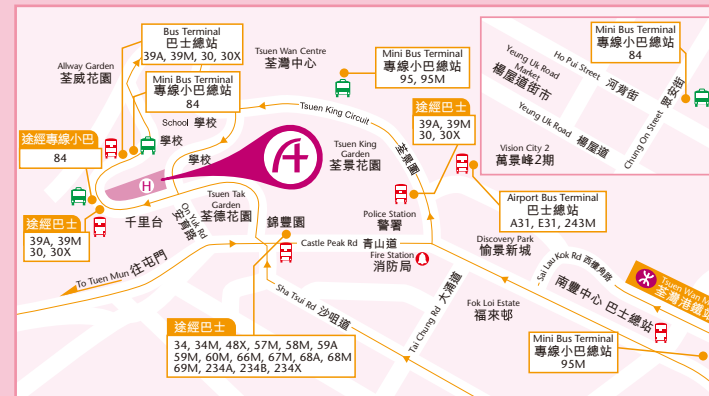 Bus Terminal
巴士總站
39A, 39M, 30, 30X
Allway Garden
荃威花園
Mini Bus Terminal
專線小巴總站
84
School 學校
學校
途經專線小巴
84
H
途經巴士
39A, 39M
30, 30X
千里台
On Yuk Rd
安育路
Tsuen Tak
Garden
荃德花園
錦豐園
To Tuen Mun 往屯門
Tsuen Wan Centre
荃灣中心
Mini Bus Terminal
專線小巴總站
95, 95M
Tsuen King Circuit
荃景圍
Tsuen King
Garden
荃景花園
途經巴士
39A, 39M
30, 30X
Police Station
警署
Castle Peak Rd 青山道
Fire Station
消防局
Sha Tsui Rd 沙咀道
Tai Chung Rd 大涌道
途經巴士
34, 34M, 48X, 57M, 58M, 59A
59M, 60M, 66M, 67M, 68A, 68M
69M, 234A, 234B, 234X
Yeung Uk Road
Market
楊屋道街市
Ho Pui Street 河背街
Mini Bus Terminal
專線小巴總站
84
Yeung Uk Road 楊屋道
Chung On Street 眾安街
Vision City 2
萬景峰2期
Airport Bus Terminal
巴士總站
A31, E31, 243M
Discovery Park
愉景新城
Sai Lau Kok Rd 西樓角路
Tsuen Wan M
荃灣港鐵站
南豐中心 巴士總站
Fok Loi Estate
福來邨
Mini Bus Terminal
專線小巴總站
95M